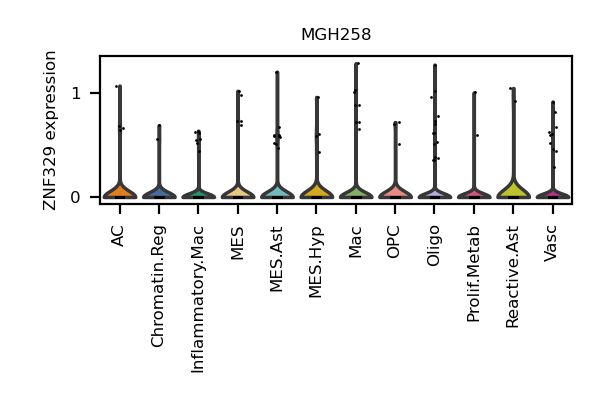 MGH258
ZNF329 expression
1
0
AC
Chromatin.Reg
Inflammatory.Mac
MES
MES.Ast
MES.Hyp
Mac
OPC
Oligo
Prolif.Metab
Reactive.Ast
Vasc